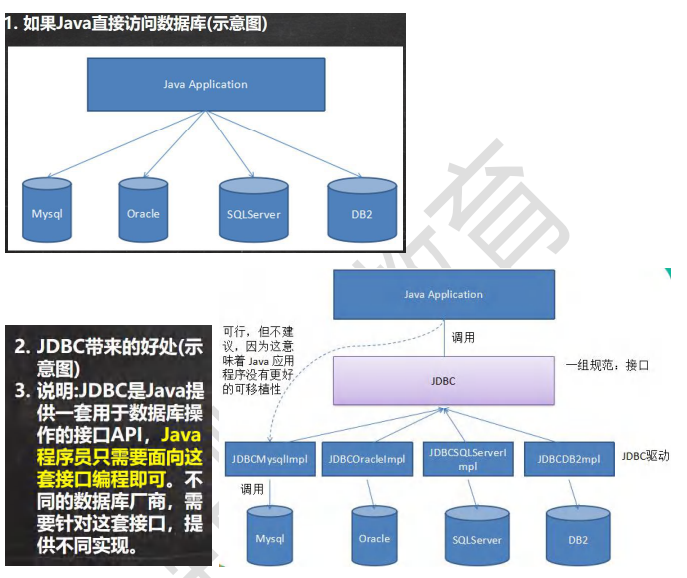 1. 如果Java直接访问数据库(示意图)
Java Application
Mysql
Oracle
SQLServer
DB2
2. JDBC带来的好处(示
意图)
3. 说明:JDBC是Java提
供一套用于数据库操
作的接口API，Java
程序员只需要面向这
套接口编程即可。不
同的数据库厂商，需
要针对这套接口，提
供不同实现。
Java Application
可行，但不建
议，因为这意
味着 Java 应用
程序没有更好
的可移植性
调用
JDBC
一组规范：接口
JDBCMysqlImpl
JDBCOracleImpl
JDBCSQLServerI
mpl
JDBCDB2mpl
JDBC驱动
调用
Mysql
Oracle
SQLServer
DB2
育